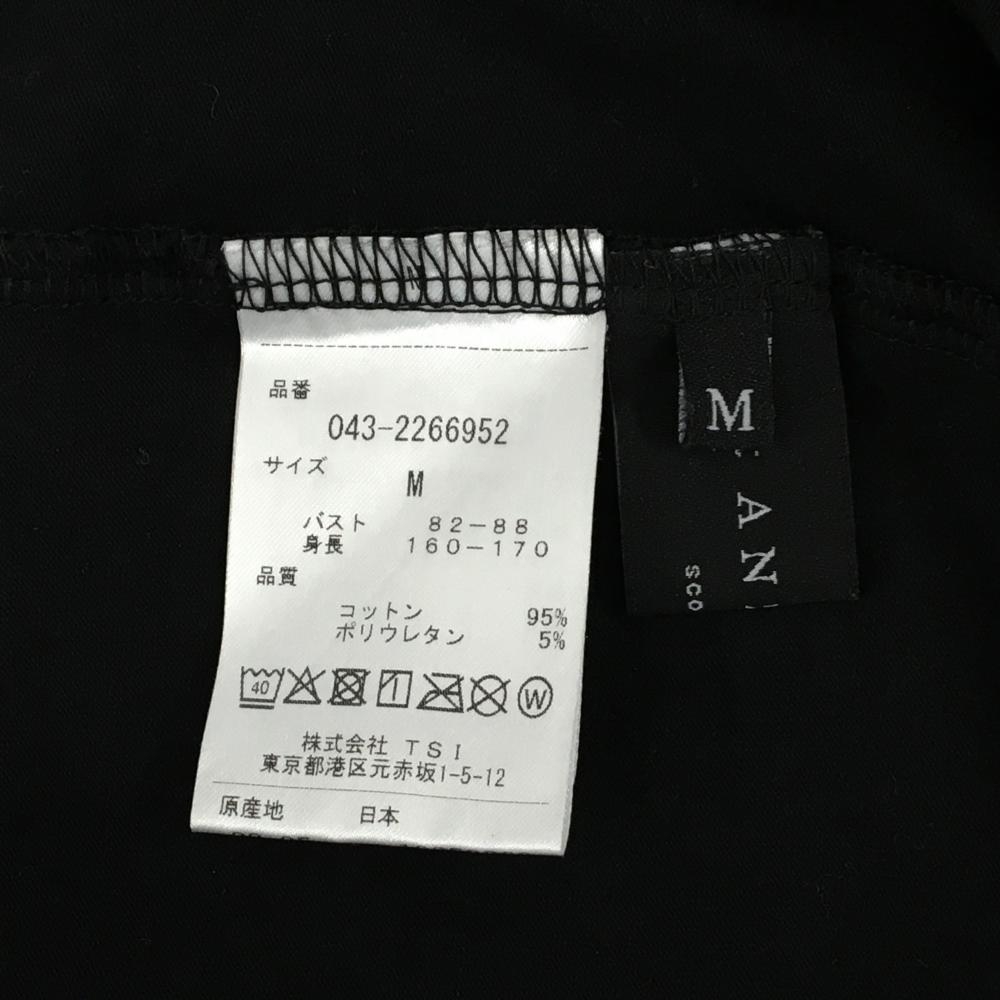 品番
043-2266952
サイズ
M
バスト 82-88
身長 160-170
品質
コットン 95%
ポリウレタン 5%
40
W
株式会社 TSI
東京都港区元赤坂1-5-12
原産地 日本
M
AN
SCO